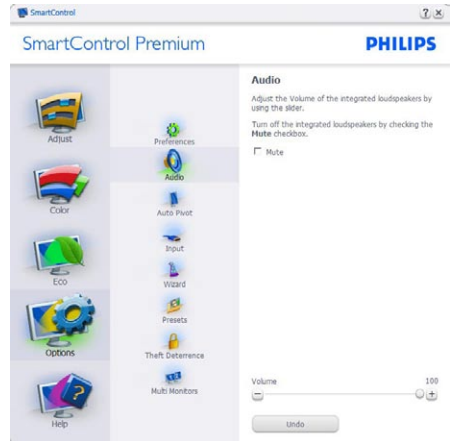 SmartControl
SmartControl Premium
PHILIPS
Adjust
Color
Eco
Options
Help
Preferences
Audio
Auto Pivot
Input
Wizard
Presets
Theft Deterrence
Multi Monitors
Audio
Adjust the Volume of the integrated loudspeakers by
using the slider.
Turn off the integrated loudspeakers by checking the
Mute checkbox.
Mute
Volume 100
Undo